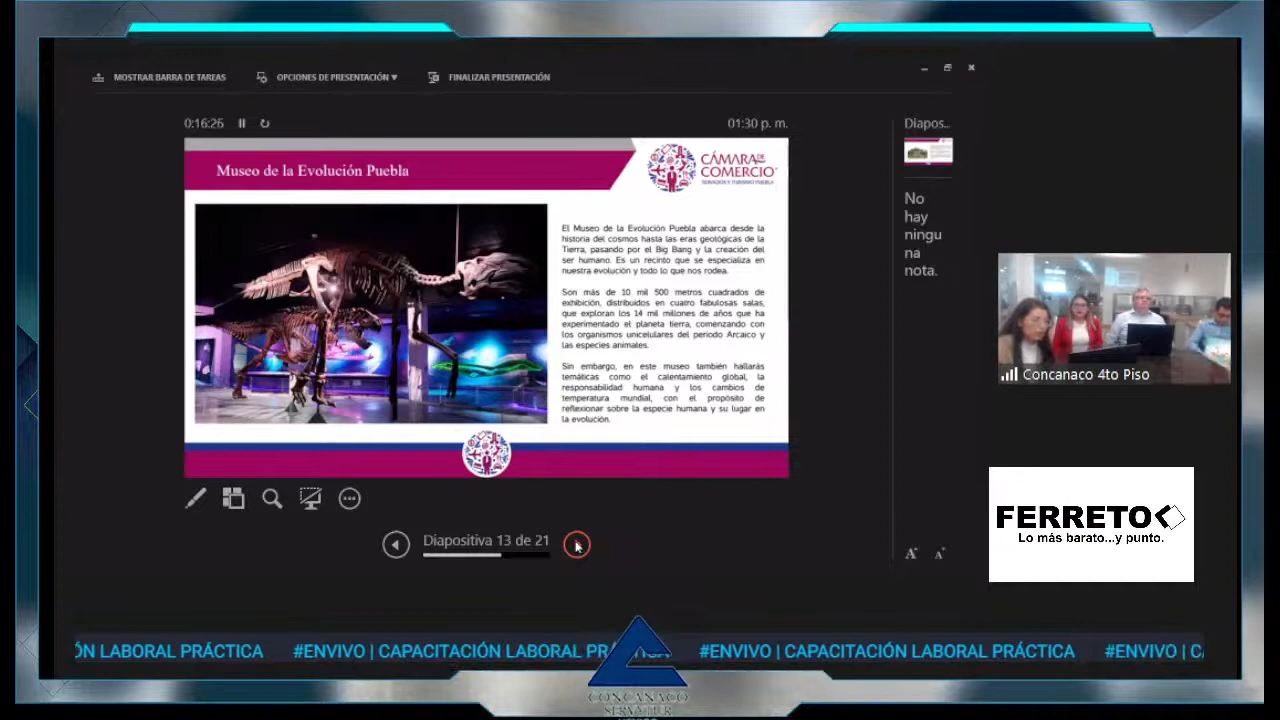 MOSTRAR BARRA DE TAREAS
OPCIONES DE PRESENTACIÓN
FINALIZAR PRESENTACIÓN
0:16:26
01:30 p. m.
Museo de la Evolución Puebla
CÁMARA DE
COMERCIO
SERVICIOS Y TURISMO PUEBLA
El Museo de la Evolución Puebla abarca desde la
historia del cosmos hasta las eras geológicas de la
Tierra, pasando por el Big Bang y la creación del
ser humano. Es un recinto que se especializa en
nuestra evolución y todo lo que nos rodea.
Son más de 10 mil 500 metros cuadrados de
exhibición, distribuidos en cuatro fabulosas salas,
que exploran los 14 mil millones de años que ha
experimentado el planeta tierra, comenzando con
los organismos unicelulares del periodo Arcaico y
las especies animales.
Sin embargo, en este museo también hallarás
temáticas como el calentamiento global, la
responsabilidad humana y los cambios de
temperatura mundial, con el propósito de
reflexionar sobre la especie humana y su lugar en
la evolución.
Diapositiva 13 de 21
Diapos...
No
hay
ningu
na
nota.
A A
Concanaco 4to Piso
FERRETO
Lo más barato...y punto.
ÓN LABORAL PRÁCTICA #ENVIVO | CAPACITACIÓN LABORAL PRÁCTICA #ENVIVO | CAPACITACIÓN LABORAL PRÁCTICA #ENVIVO | C
CONCANACO
SERVYTUR
MÉXICO